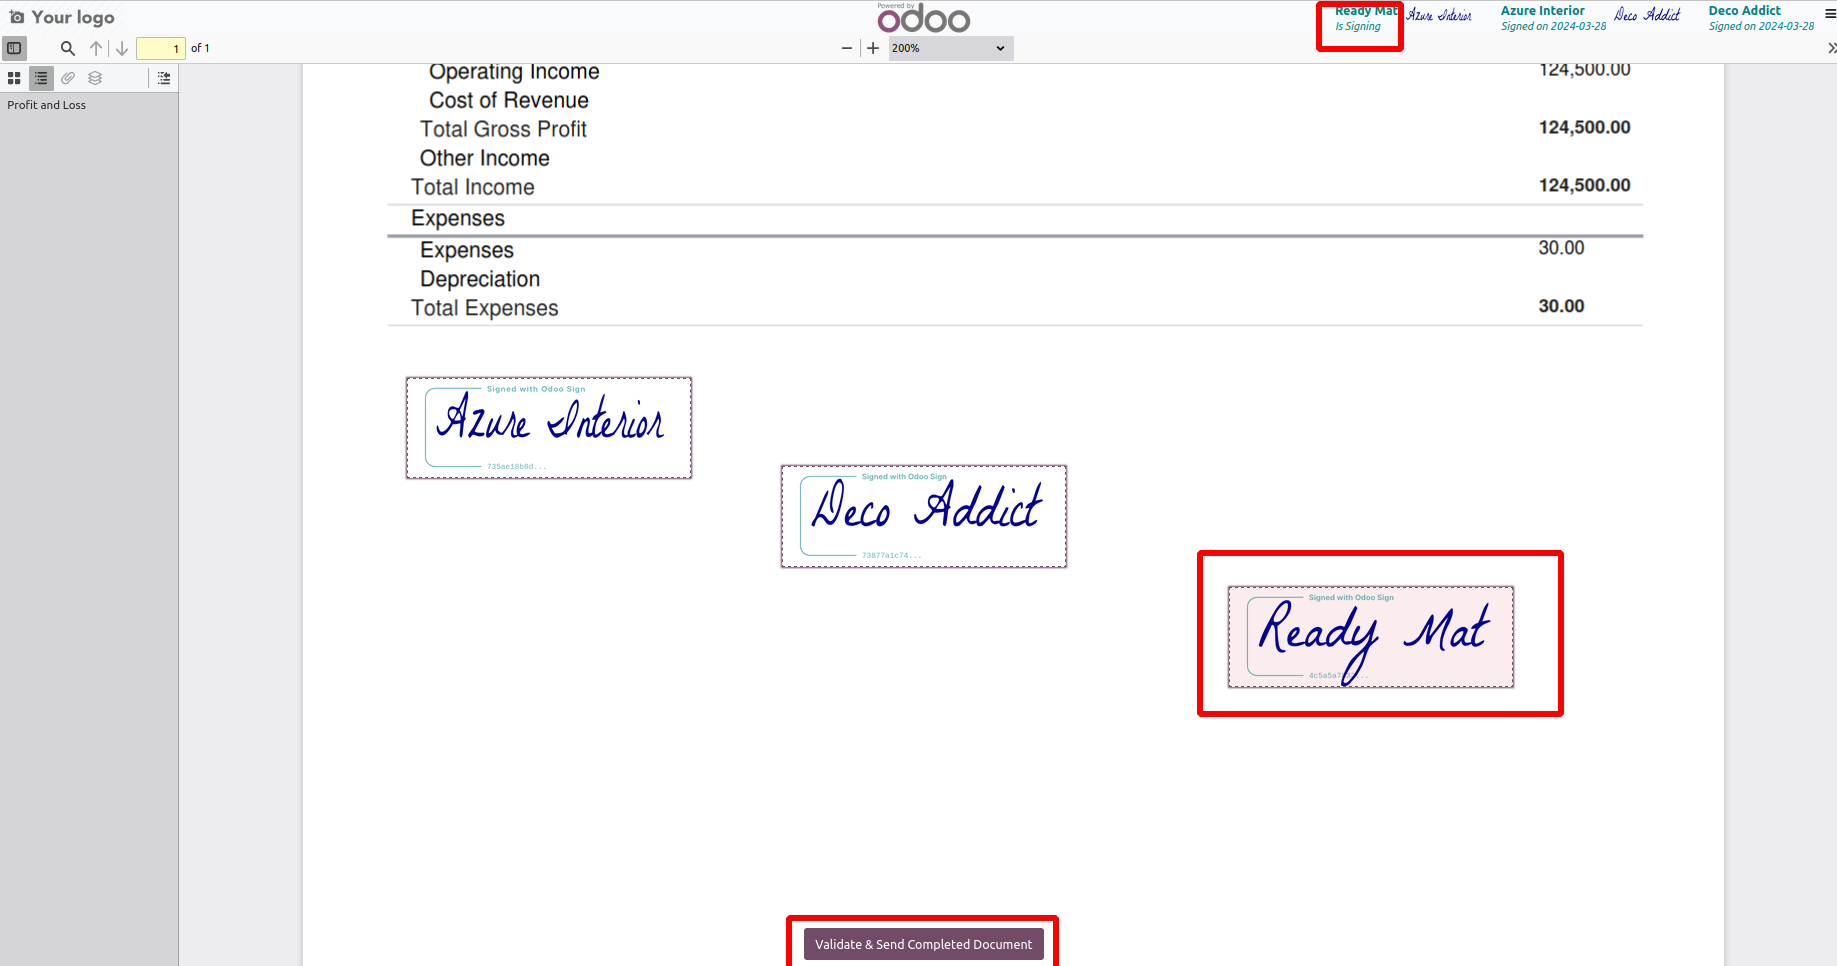 Your logo
Powered by
odoo
Ready Mat
Is Signing
Azure Interior
Azure Interior
Signed on 2024-03-28
Deco Addict
Deco Addict
Signed on 2024-03-28
1 of 1
200%
Profit and Loss
Operating Income 124,500.00
Cost of Revenue
Total Gross Profit 124,500.00
Other Income
Total Income 124,500.00
Expenses
Expenses 30.00
Depreciation
Total Expenses 30.00
Signed with Odoo Sign
Azure Interior
735ae18b0d...
Signed with Odoo Sign
Deco Addict
73877a1c74...
Signed with Odoo Sign
Ready Mat
Validate & Send Completed Document